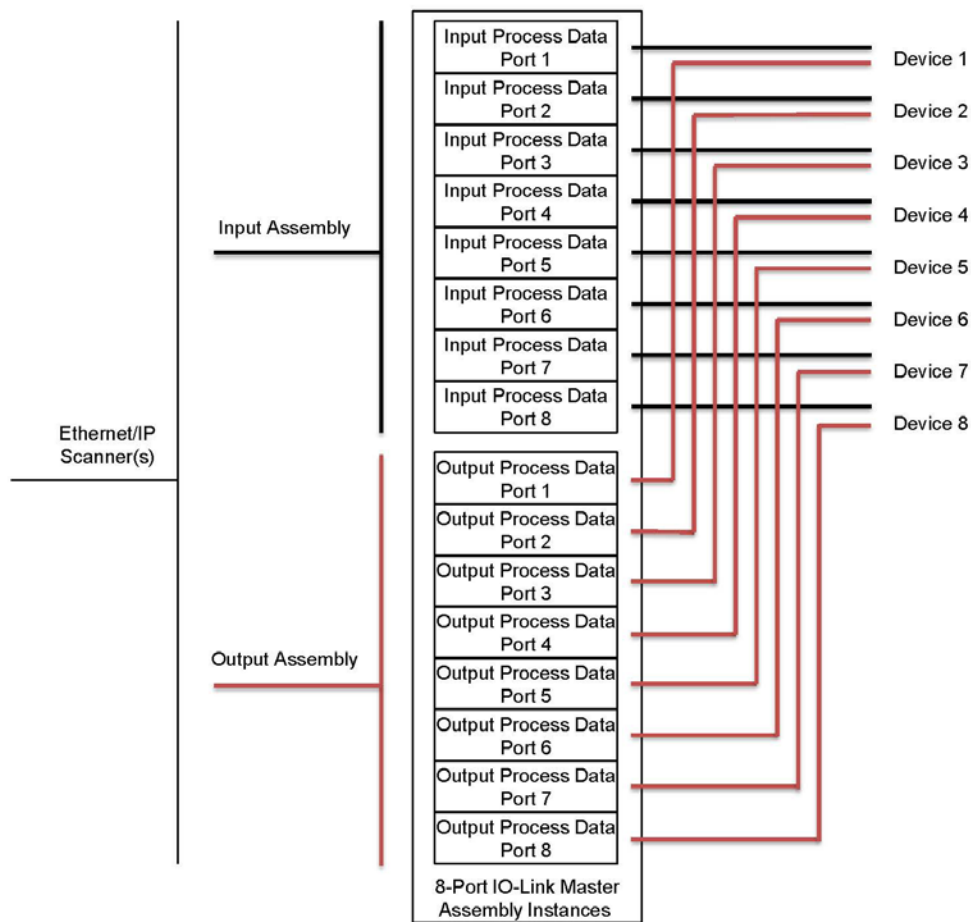 Input Process Data
Port 1
Input Process Data
Port 2
Input Process Data
Port 3
Input Process Data
Port 4
Input Process Data
Port 5
Input Process Data
Port 6
Input Process Data
Port 7
Input Process Data
Port 8
Device 1
Device 2
Device 3
Device 4
Device 5
Device 6
Device 7
Device 8
Input Assembly
Ethernet/IP
Scanner(s)
Output Assembly
Output Process Data
Port 1
Output Process Data
Port 2
Output Process Data
Port 3
Output Process Data
Port 4
Output Process Data
Port 5
Output Process Data
Port 6
Output Process Data
Port 7
Output Process Data
Port 8
8-Port IO-Link Master
Assembly Instances